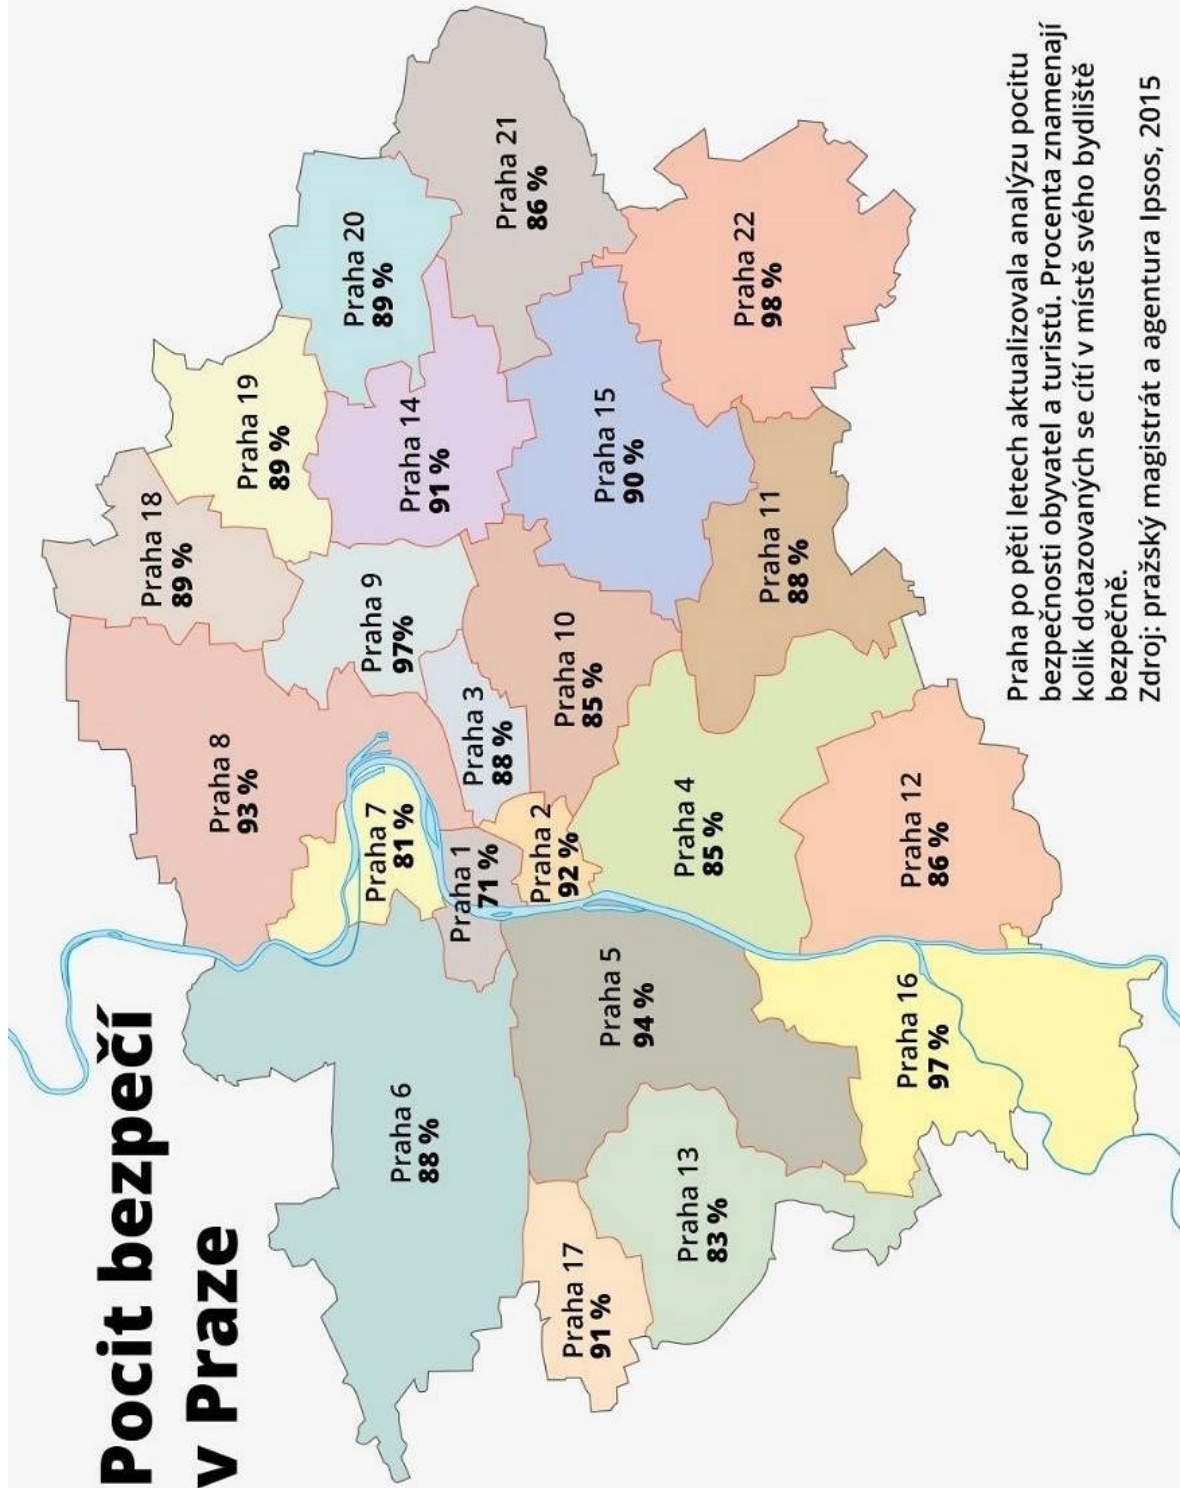 Pocit bezpečí
v Praze
Praha 18
89 %
Praha 19
89 %
Praha 8
93 %
Praha 20
89 %
Praha 9
97%
Praha 7
81 %
Praha 6
88 %
Praha 14
91 %
Praha 1
71 %
Praha 3
88 %
Praha 21
86 %
Praha 2
92 %
Praha 10
85 %
Praha 17
91 %
Praha 15
90 %
Praha 5
94 %
Praha 4
85 %
Praha 13
83 %
Praha 22
98 %
Praha 11
88 %
Praha 16
97 %
Praha 12
86 %
Praha po pěti letech aktualizovala analýzu pocitu
bezpečnosti obyvatel a turistů. Procenta znamenají
kolik dotazovaných se cítí v místě svého bydliště
bezpečně.
Zdroj: pražský magistrát a agentura Ipsos, 2015